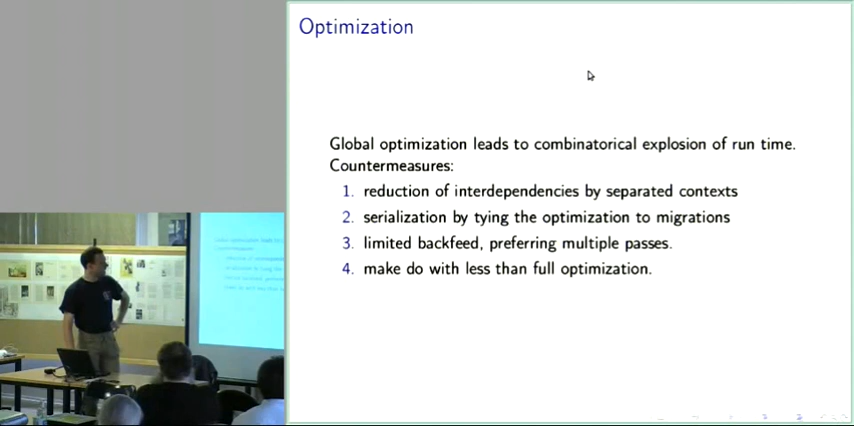 Optimization
Global optimization leads to combinatorical explosion of run time.
Countermeasures:
1. reduction of interdependencies by separated contexts
2. serialization by tying the optimization to migrations
3. limited backfeed, preferring multiple passes.
4. make do with less than full optimization.